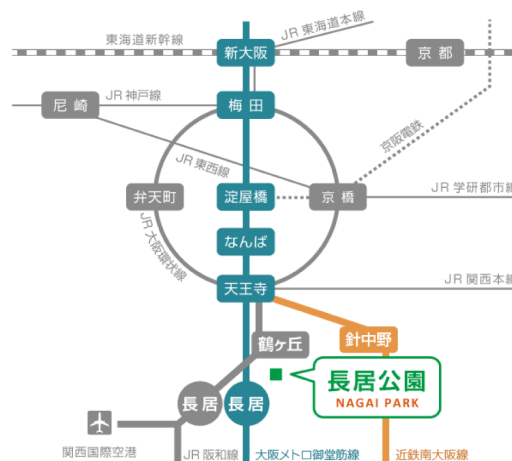 JR 東海道本線
東海道新幹線
新大阪
京都
尼崎
JR 神戸線
梅田
京阪電鉄
JR 東西線
弁天町
淀屋橋
京橋
JR 学研都市線
なんば
JR 大阪環状線
天王寺
JR 関西本線
鶴ヶ丘
針中野
長居公園
NAGAI PARK
長居
長居
関西国際空港
JR 阪和線
大阪メトロ御堂筋線
近鉄南大阪線